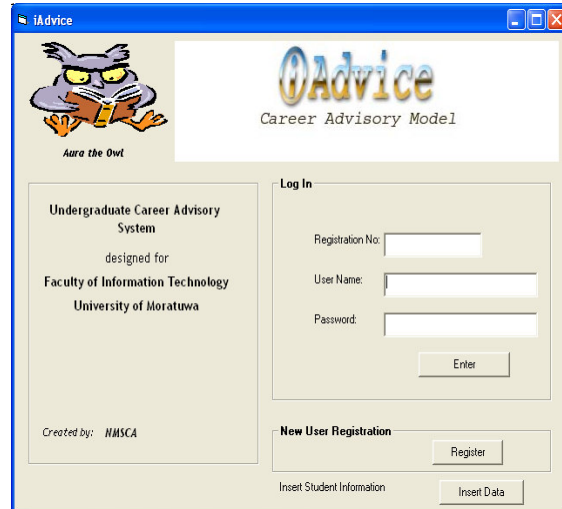 iAdvice
iAdvice
Career Advisory Model
Aura the Owl
Undergraduate Career Advisory
System
designed for
Faculty of Information Technology
University of Moratuwa
Created by: NMSCA
Log In
Registration No:
User Name:
Password:
Enter
New User Registration
Register
Insert Student Information
Insert Data